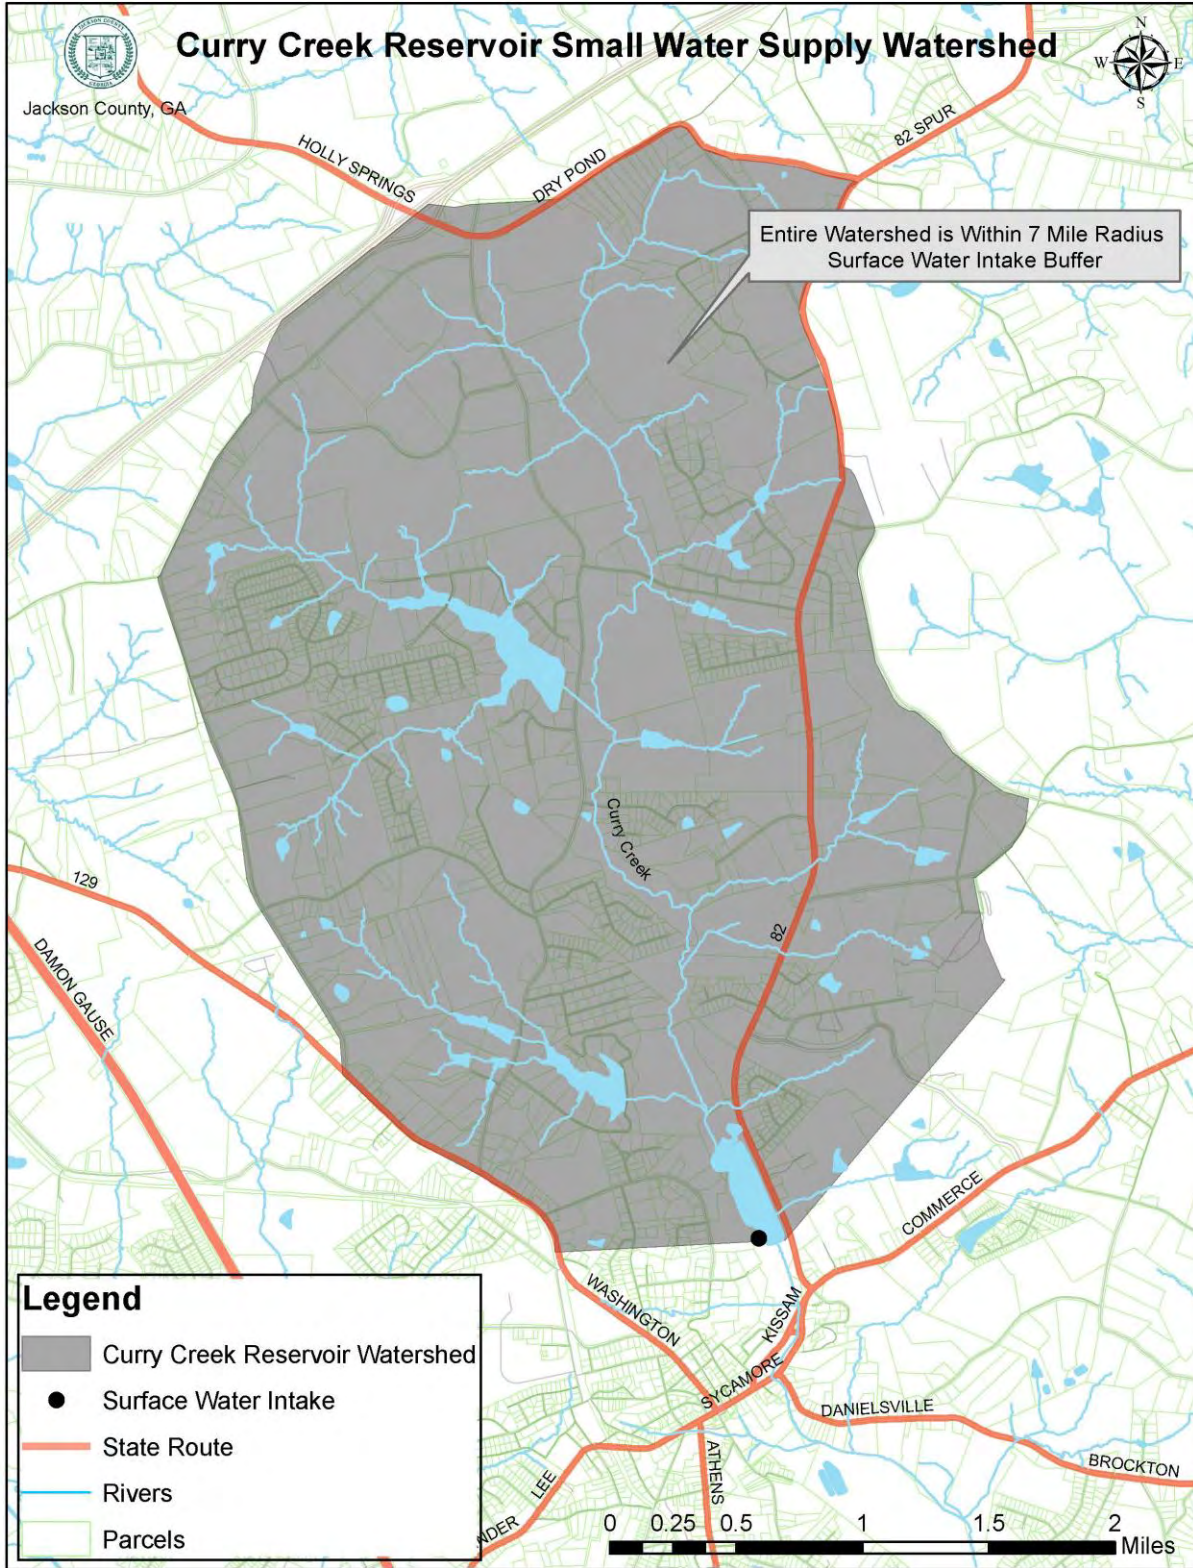 Curry Creek Reservoir Small Water Supply Watershed
JACKSON COUNTY
GEORGIA
Jackson County, GA
N
W E
S
HOLLY SPRINGS
DRY POND
82 SPUR
Entire Watershed is Within 7 Mile Radius
Surface Water Intake Buffer
Curry Creek
129
DAMON GAUSE
82
COMMERCE
WASHINGTON
KISSAM
SYCAMORE
DANIELSVILLE
BROCKTON
ATHENS
LEE
NDER
Legend
Curry Creek Reservoir Watershed
Surface Water Intake
State Route
Rivers
Parcels
0 0.25 0.5 1 1.5 2
Miles